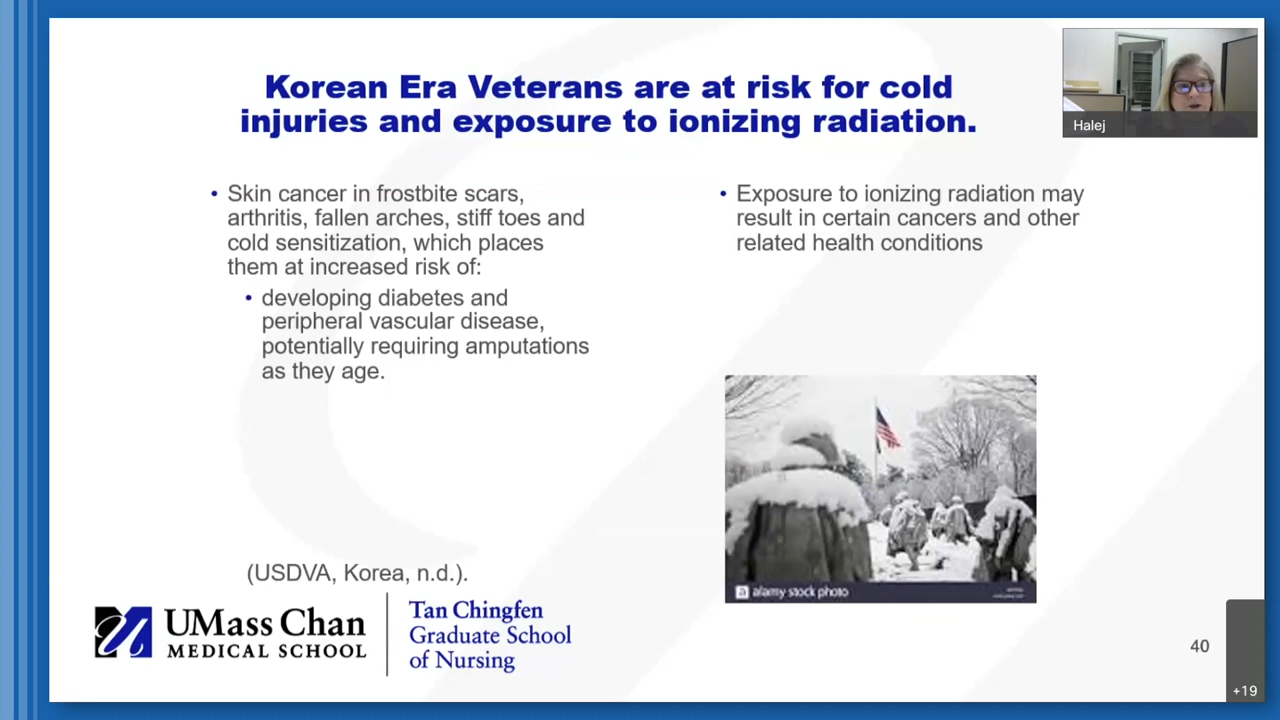 Korean Era Veterans are at risk for cold
injuries and exposure to ionizing radiation.
Halej
• Skin cancer in frostbite scars,
arthritis, fallen arches, stiff toes and
cold sensitization, which places
them at increased risk of:
• developing diabetes and
peripheral vascular disease,
potentially requiring amputations
as they age.
• Exposure to ionizing radiation may
result in certain cancers and other
related health conditions
a alamy stock photo
(USDVA, Korea, n.d.).
UMass Chan
MEDICAL SCHOOL
Tan Chingfen
Graduate School
of Nursing
40
+19